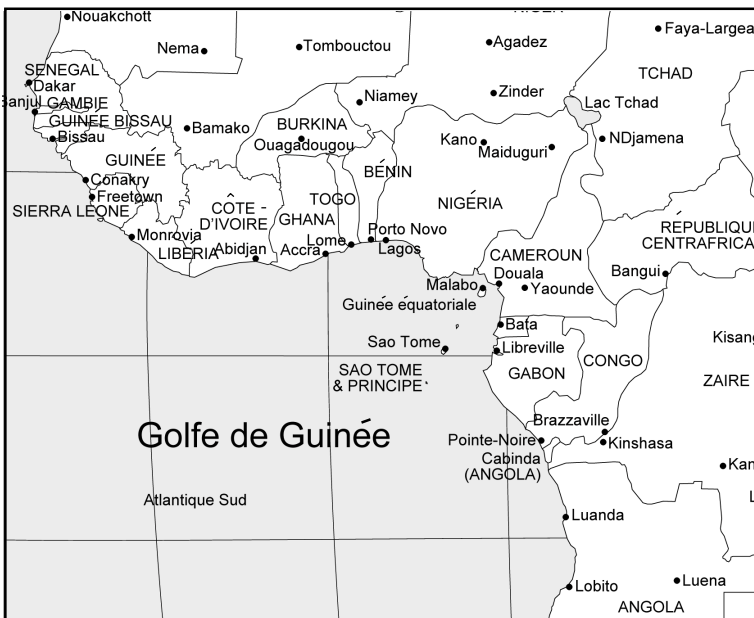 Nouakchott
Nema
Tombouctou
Agadez
Faya-Largea
SENEGAL
TCHAD
Dakar
Niamey
Zinder
Lac Tchad
GAMBIE
GUINEE BISSAU
Bamako
BURKINA
Bissau
Ouagadougou
Kano
Maiduguri
NDjamena
GUINÉE
BÉNIN
Conakry
Freetown
TOGO
NIGÉRIA
SIERRA LEONE
CÔTE -
D'IVOIRE
GHANA
Monrovia
LIBERIA
Abidjan
Accra
Lome
Porto Novo
Lagos
RÉPUBLIQU
CENTRAFRICA
CAMEROUN
Douala
Bangui
Malabo
Yaounde
Guinée équatoriale
Bata
Sao Tome
Libreville
Kisang
SAO TOME
& PRINCIPE
GABON
CONGO
ZAIRE
Golfe de Guinée
Brazzaville
Pointe-Noire
Kinshasa
Cabinda
(ANGOLA)
Kan
Atlantique Sud
Luanda
Lobito
Luena
ANGOLA